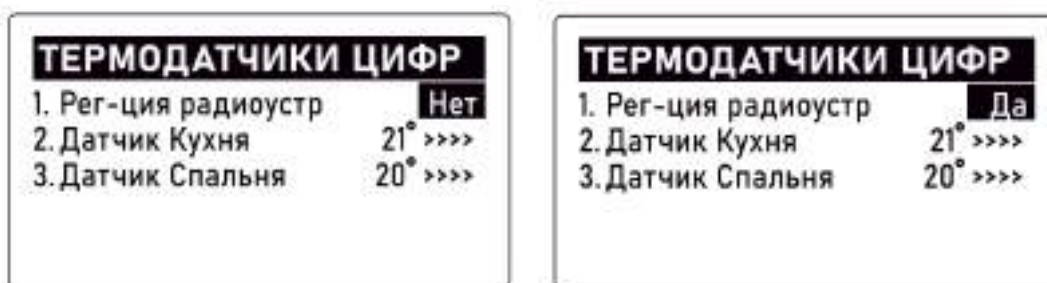 ТЕРМОДАТЧИКИ ЦИФР
1. Рег-ция радиоустр Нет
2. Датчик Кухня 21° >>>>
3. Датчик Спальня 20° >>>>
ТЕРМОДАТЧИКИ ЦИФР
1. Рег-ция радиоустр Да
2. Датчик Кухня 21° >>>>
3. Датчик Спальня 20° >>>>